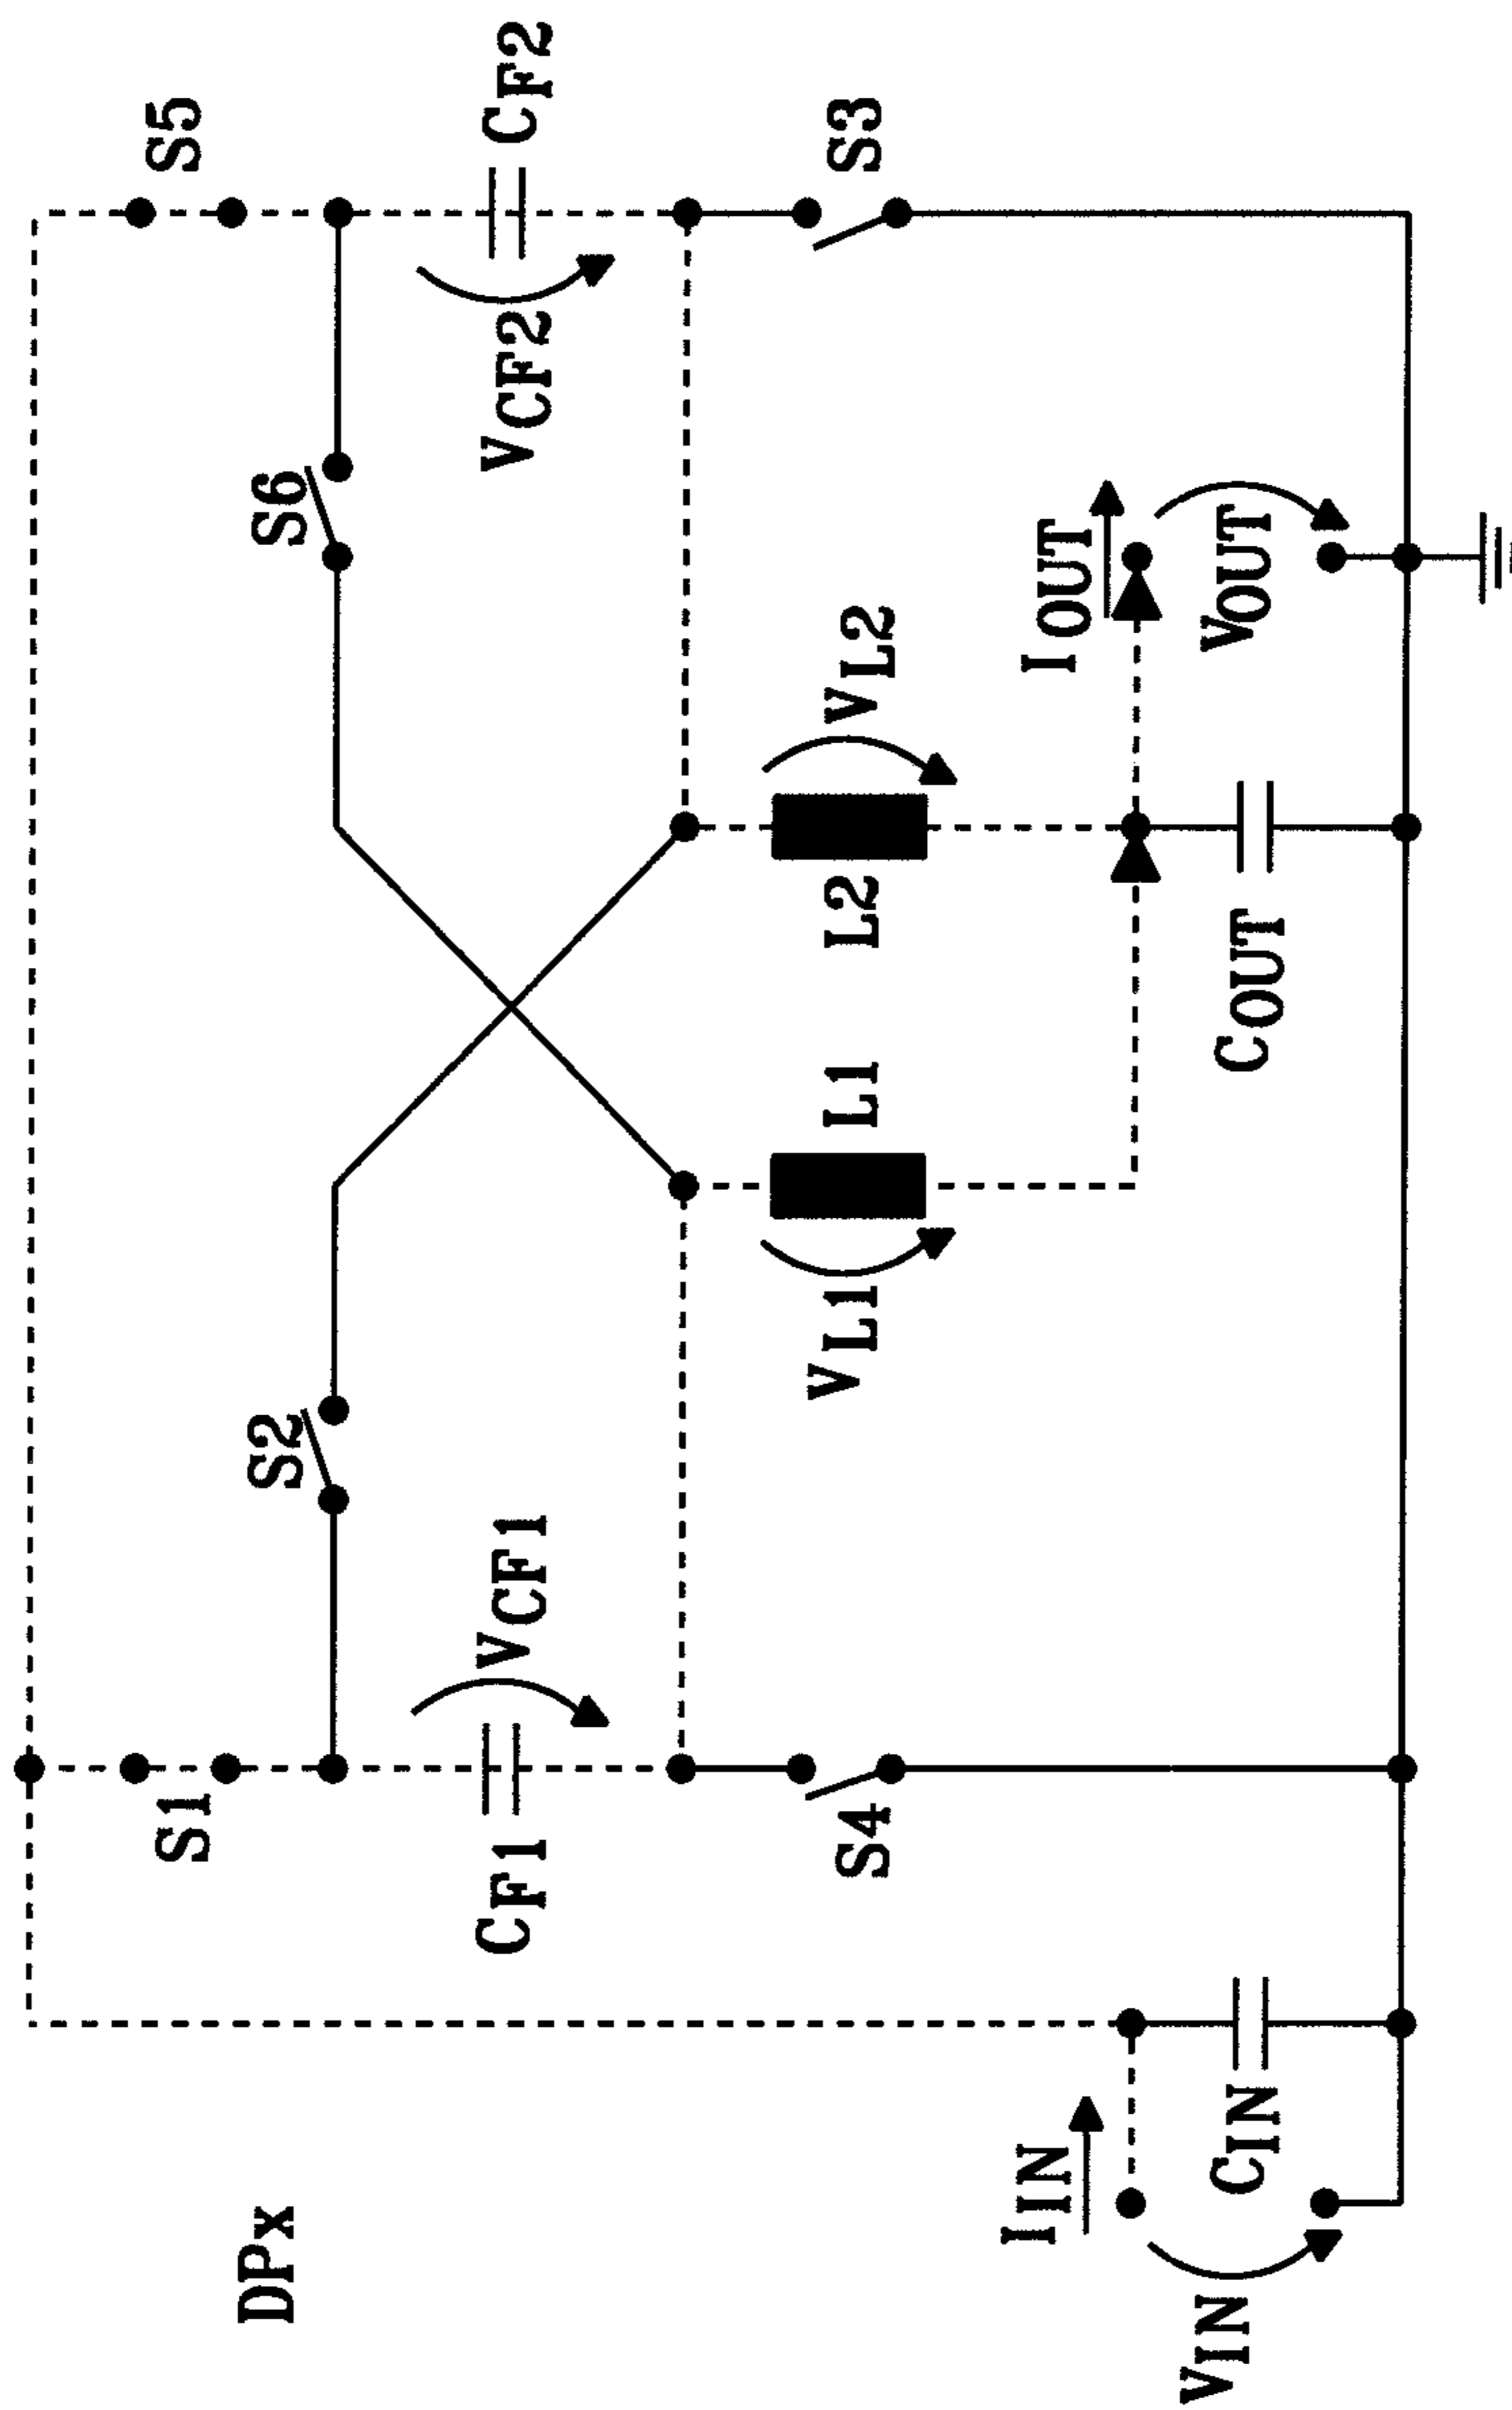 DPx
S1
S2
S6
S5
CF1
VCF1
VCF2
CF2
S4
VL1
L1
L2
VL2
S3
IIN
IOUT
VIN
CIN
COUT
VOUT